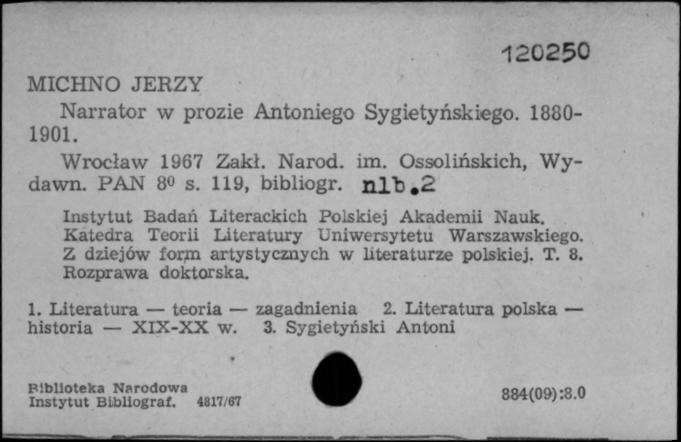 120250
MICHNO JERZY
Narrator w prozie Antoniego Sygietyńskiego. 1880-
1901.
Wrocław 1967 Zakł. Narod. im. Ossolińskich, Wy-
dawn. PAN 8⁰ s. 119, bibliogr. nlb.2
Instytut Badań Literackich Polskiej Akademii Nauk.
Katedra Teorii Literatury Uniwersytetu Warszawskiego.
Z dziejów form artystycznych w literaturze polskiej. T. 8.
Rozprawa doktorska.
1. Literatura — teoria — zagadnienia 2. Literatura polska —
historia — XIX-XX w. 3. Sygietyński Antoni
Biblioteka Narodowa
Instytut Bibliograf. 4817/67
884(09):8.0